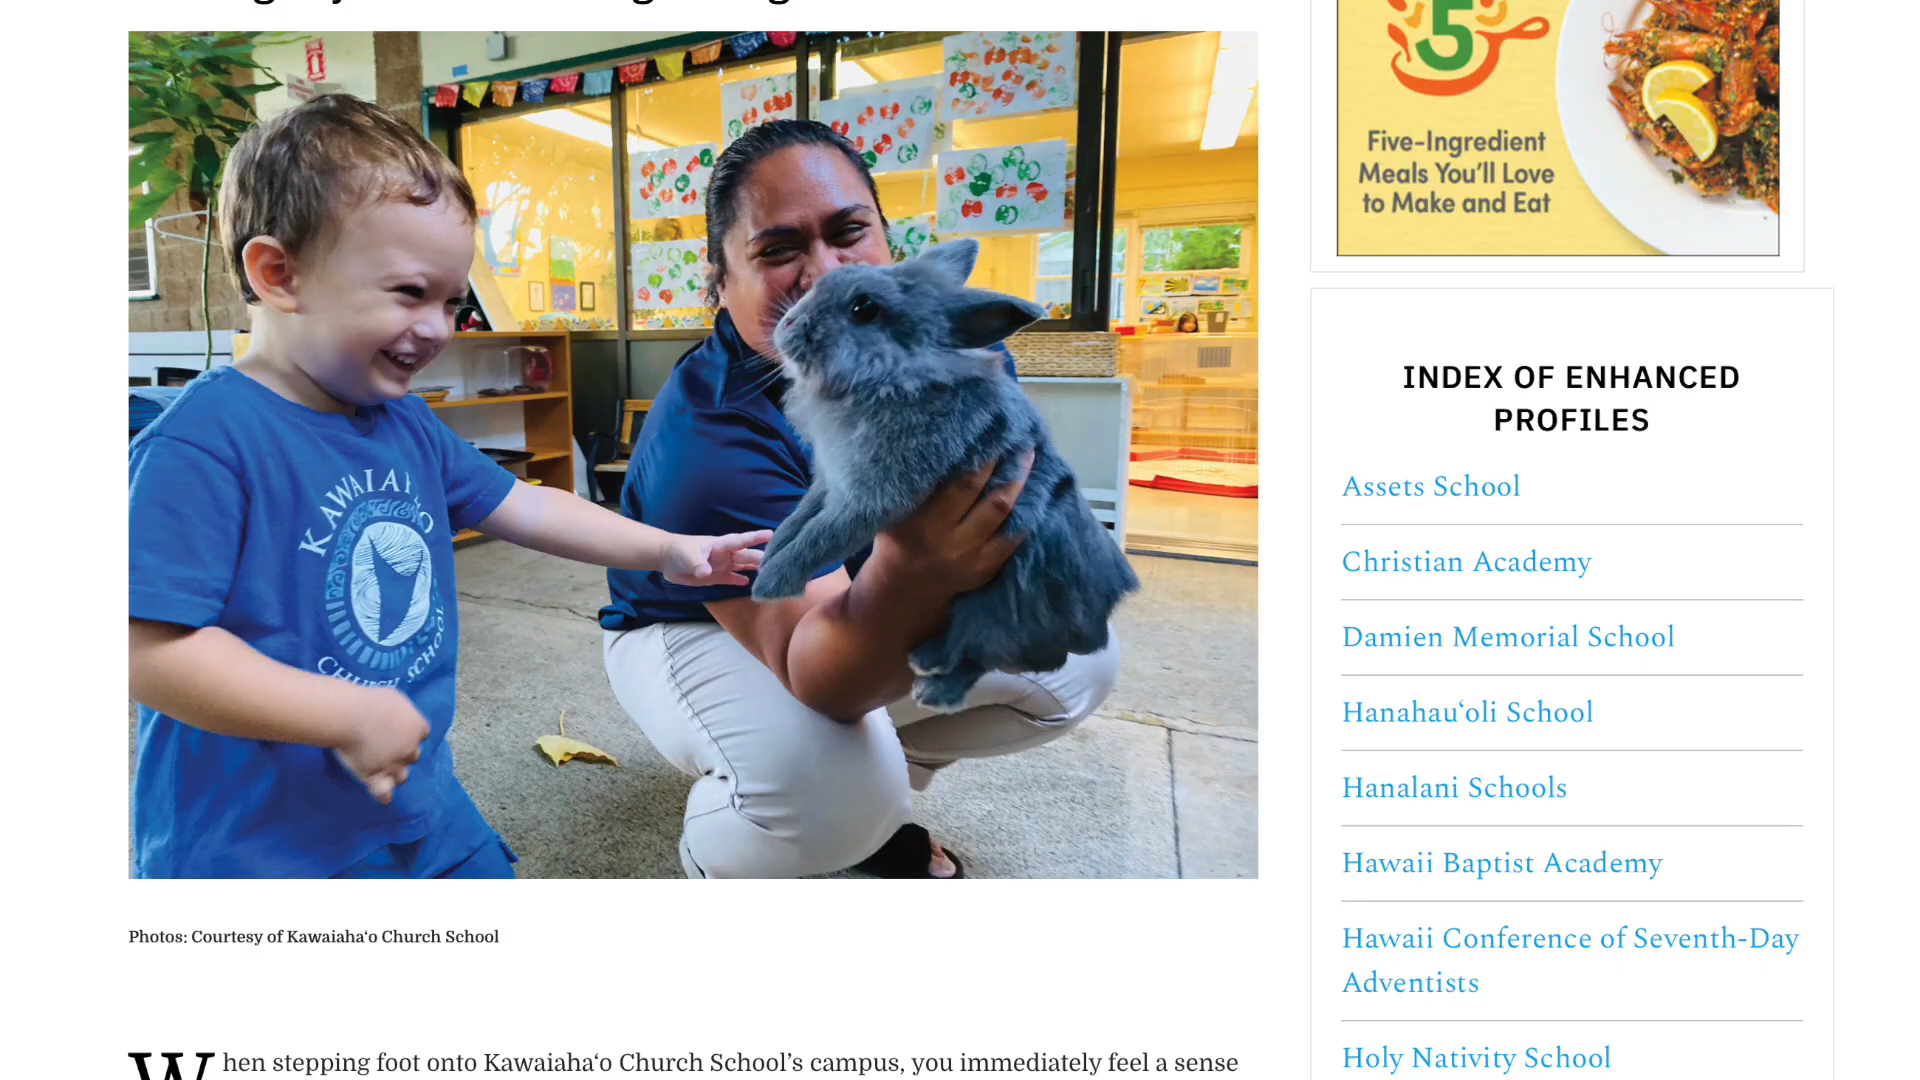 KAWAIAHAʻO
CHURCH SCHOOL
Photos: Courtesy of Kawaiahaʻo Church School
When stepping foot onto Kawaiahaʻo Church School’s campus, you immediately feel a sense
5
Five-Ingredient
Meals You’ll Love
to Make and Eat
INDEX OF ENHANCED
PROFILES
Assets School
Christian Academy
Damien Memorial School
Hanahauʻoli School
Hanalani Schools
Hawaii Baptist Academy
Hawaii Conference of Seventh-Day
Adventists
Holy Nativity School